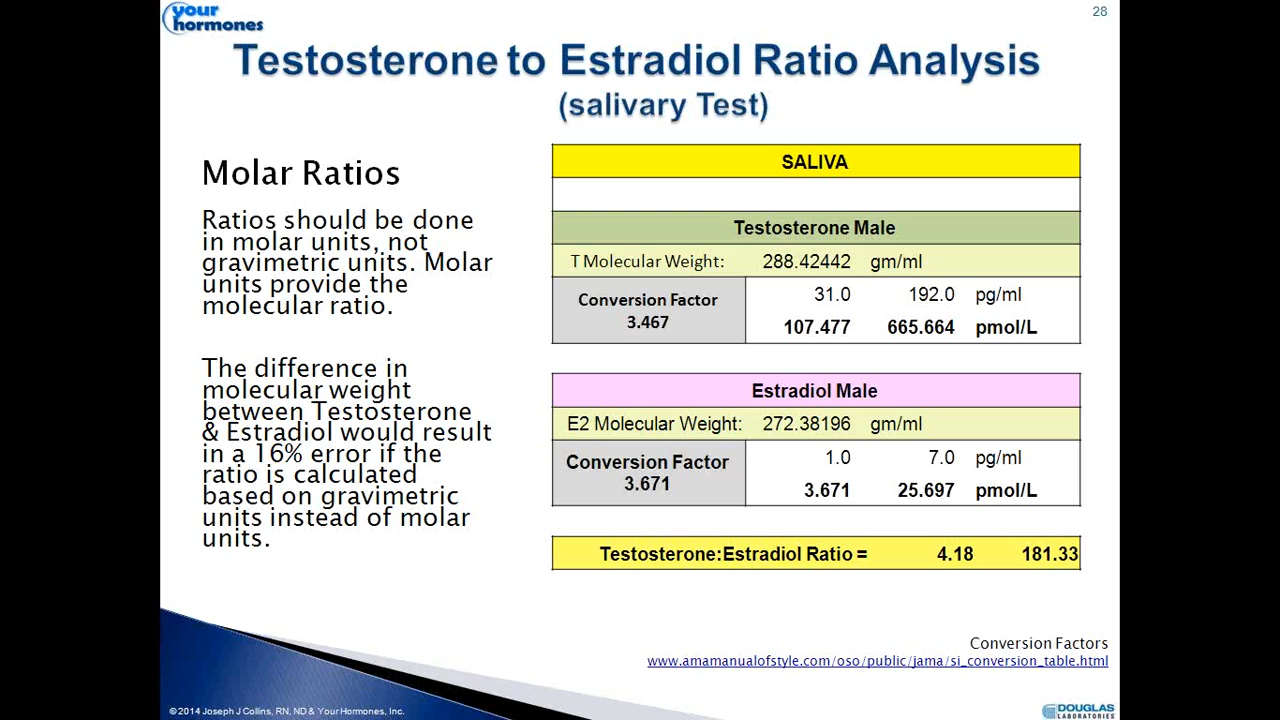 your
hormones
28
Testosterone to Estradiol Ratio Analysis
(salivary Test)
Molar Ratios
Ratios should be done
in molar units, not
gravimetric units. Molar
units provide the
molecular ratio.
The difference in
molecular weight
between Testosterone
& Estradiol would result
in a 16% error if the
ratio is calculated
based on gravimetric
units instead of molar
units.
SALIVA
Testosterone Male
T Molecular Weight: 288.42442 gm/ml
Conversion Factor
3.467
31.0 192.0 pg/ml
107.477 665.664 pmol/L
Estradiol Male
E2 Molecular Weight: 272.38196 gm/ml
Conversion Factor
3.671
1.0 7.0 pg/ml
3.671 25.697 pmol/L
Testosterone:Estradiol Ratio = 4.18 181.33
Conversion Factors
www.amamanualofstyle.com/oso/public/jama/si_conversion_table.html
©2014 Joseph J Collins, RN, ND & Your Hormones, Inc.
DOUGLAS
LABORATORIES